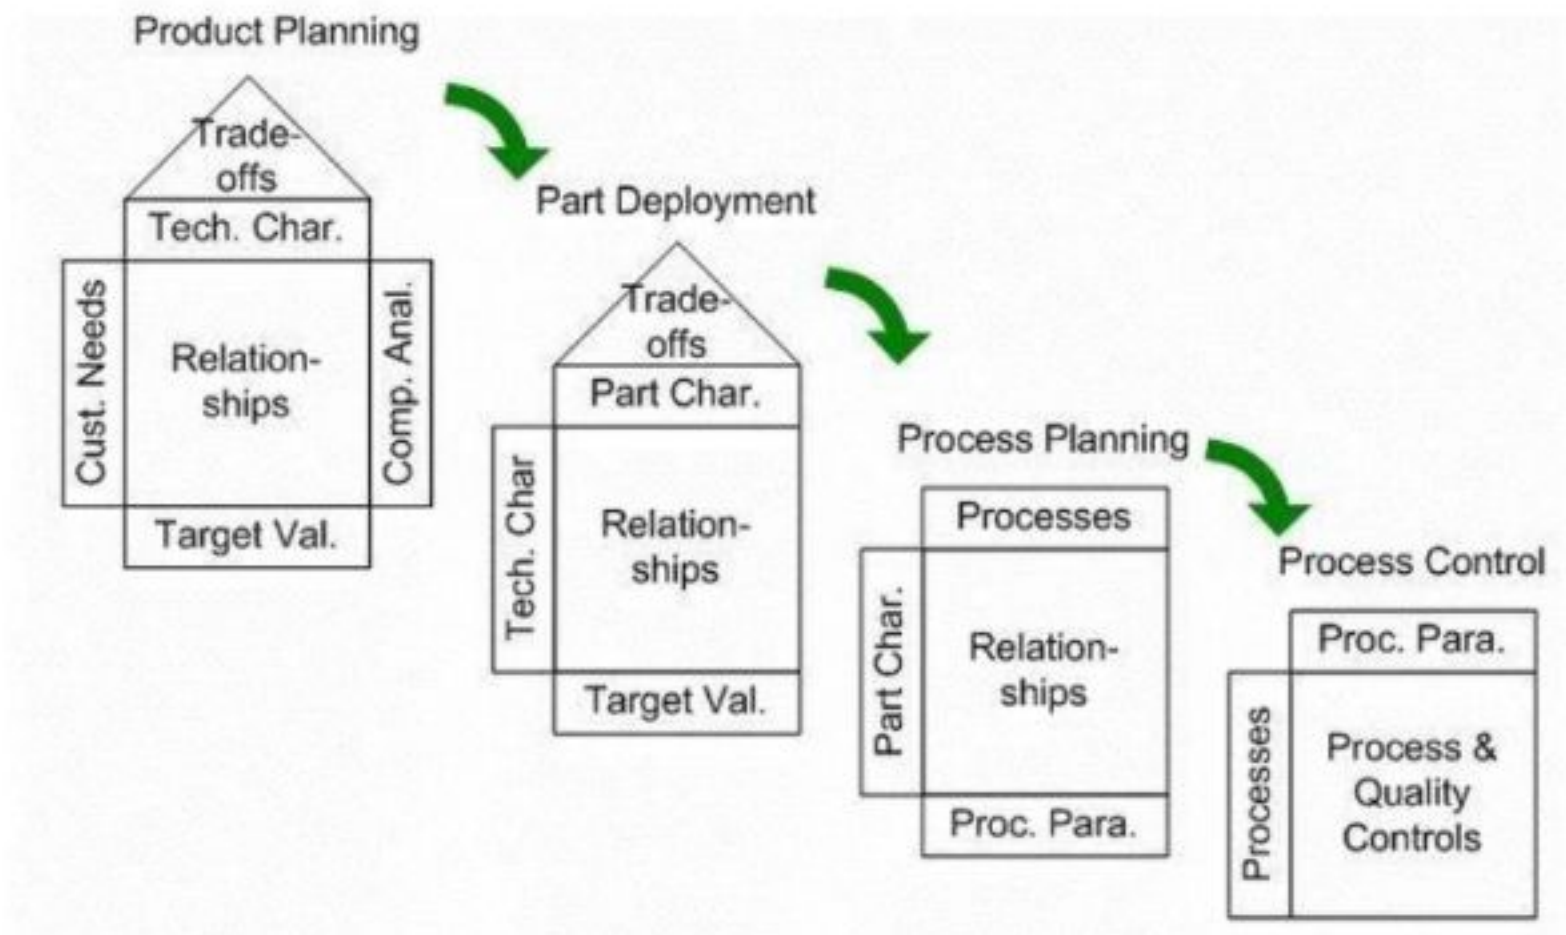 Product Planning
Trade-
offs
Tech. Char.
Cust. Needs
Relation-
ships
Comp. Anal.
Target Val.
Part Deployment
Trade-
offs
Part Char.
Tech. Char
Relation-
ships
Target Val.
Process Planning
Processes
Part Char.
Relation-
ships
Proc. Para.
Process Control
Proc. Para.
Processes
Process &
Quality
Controls